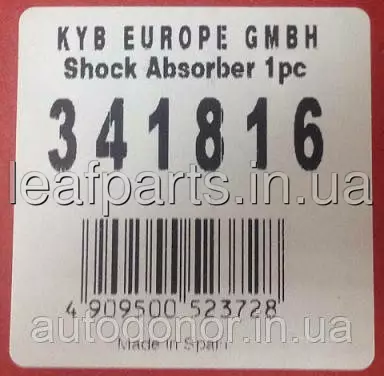 KYB EUROPE GMBH
Shock Absorber 1pc
341816
leafparts.in.ua
4 909500 523728
autodonor.in.ua
Made in Spain